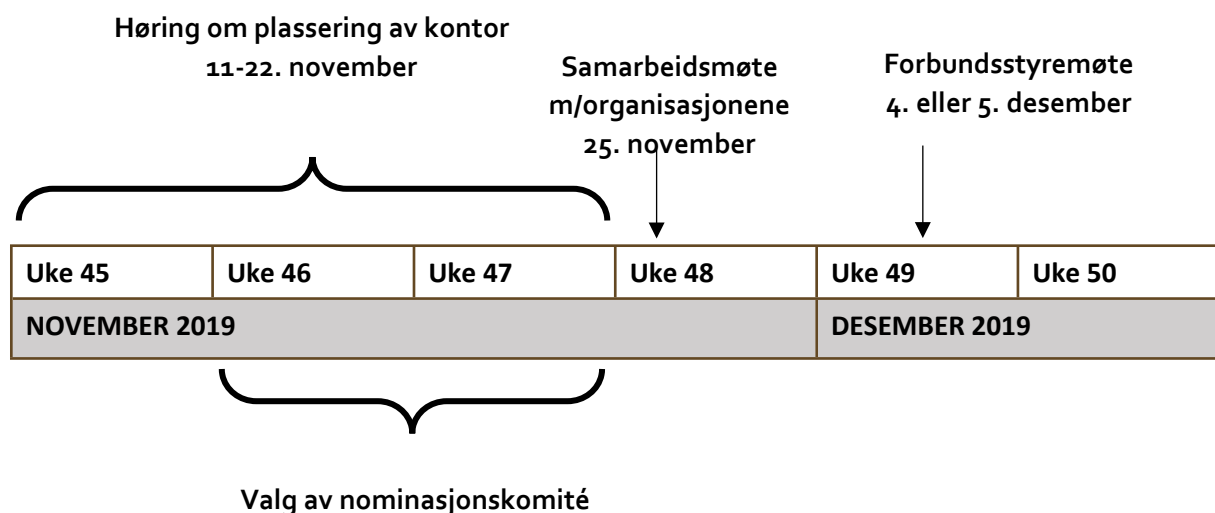 Høring om plassering av kontor
11-22. november
Samarbeidsmøte
m/organisasjonene
25. november
Forbundsstyremøte
4. eller 5. desember
Uke 45 Uke 46 Uke 47 Uke 48 Uke 49 Uke 50
NOVEMBER 2019 DESEMBER 2019
Valg av nominasjonskomité